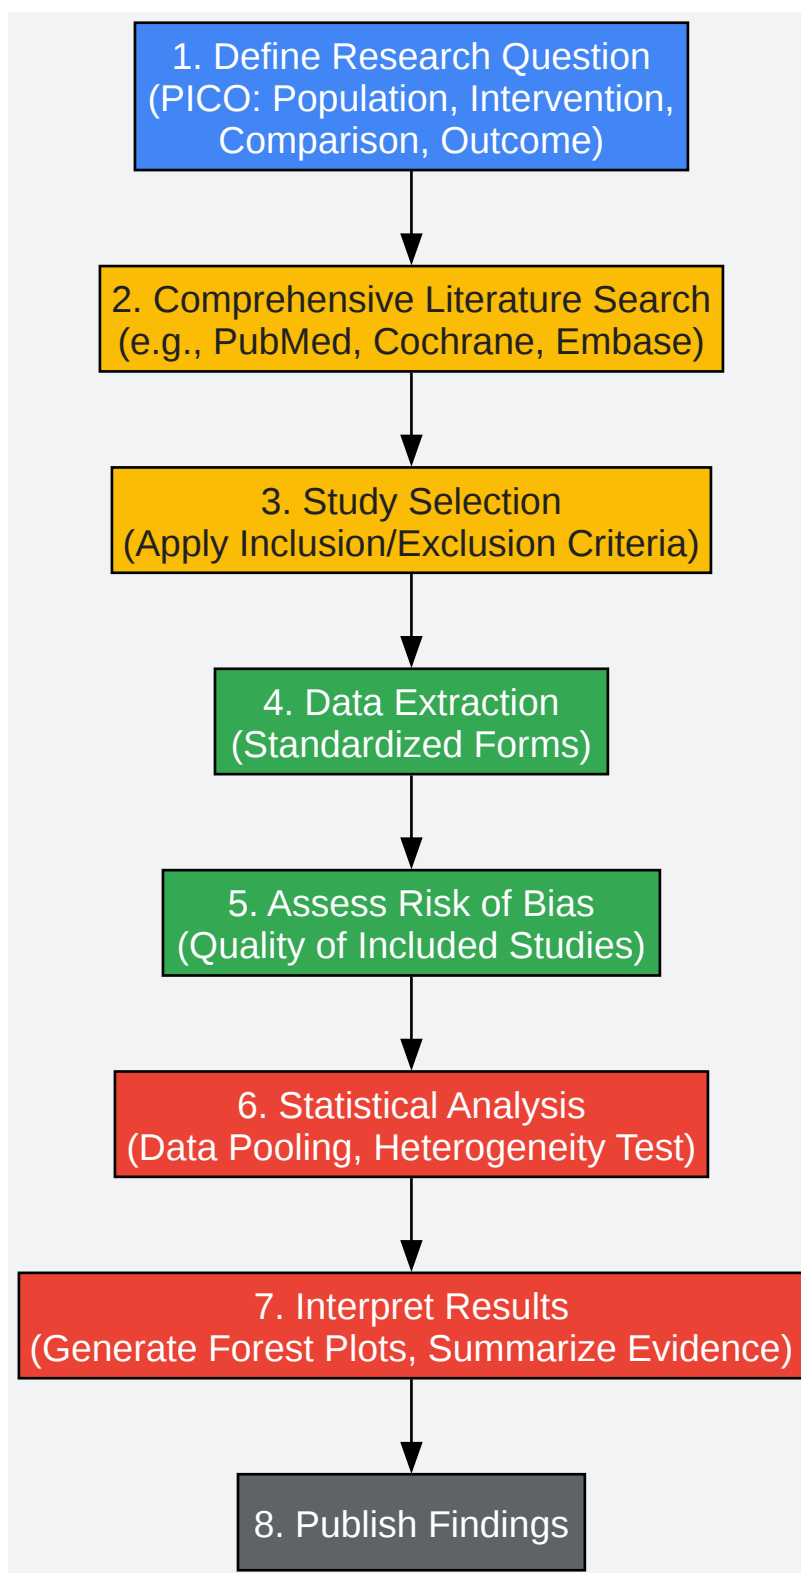 1. Define Research Question
(PICO: Population, Intervention,
Comparison, Outcome)
2. Comprehensive Literature Search
(e.g., PubMed, Cochrane, Embase)
3. Study Selection
(Apply Inclusion/Exclusion Criteria)
4. Data Extraction
(Standardized Forms)
5. Assess Risk of Bias
(Quality of Included Studies)
6. Statistical Analysis
(Data Pooling, Heterogeneity Test)
7. Interpret Results
(Generate Forest Plots, Summarize Evidence)
8. Publish Findings